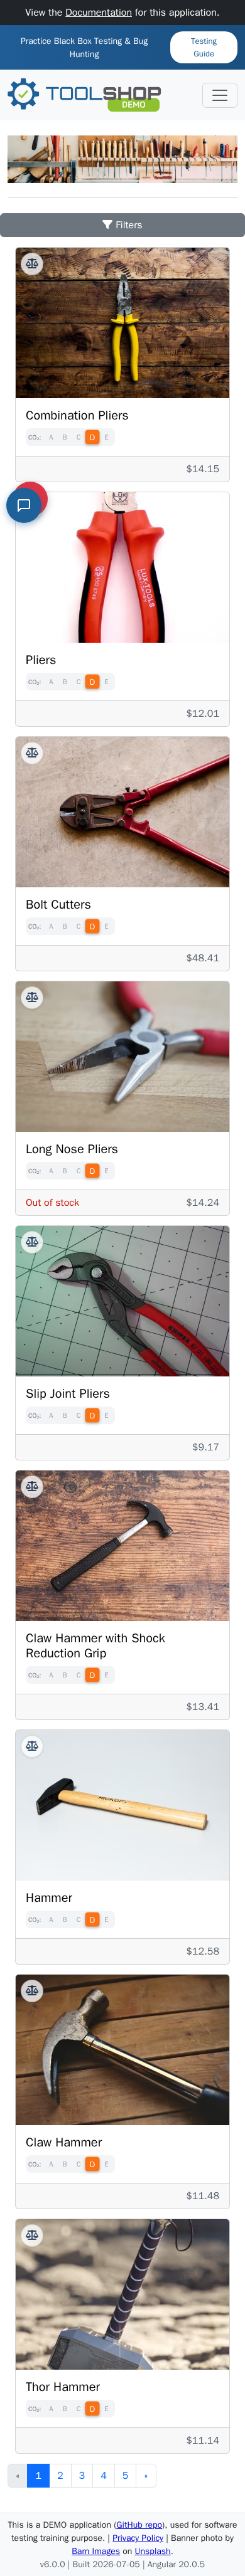 View the Documentation for this application.
Practice Black Box Testing & Bug
Hunting
Testing
Guide
TOOLSHOP
DEMO
Filters
Combination Pliers
CO₂: A B C D E
$14.15
Pliers
CO₂: A B C D E
$12.01
Bolt Cutters
CO₂: A B C D E
$48.41
Long Nose Pliers
CO₂: A B C D E
Out of stock $14.24
Slip Joint Pliers
CO₂: A B C D E
$9.17
Claw Hammer with Shock
Reduction Grip
CO₂: A B C D E
$13.41
Hammer
CO₂: A B C D E
$12.58
Claw Hammer
CO₂: A B C D E
$11.48
Thor Hammer
CO₂: A B C D E
$11.14
« 1 2 3 4 5 »
This is a DEMO application (GitHub repo), used for software
testing training purpose. | Privacy Policy | Banner photo by
Barn Images on Unsplash.
v6.0.0 | Built 2026-07-05 | Angular 20.0.5